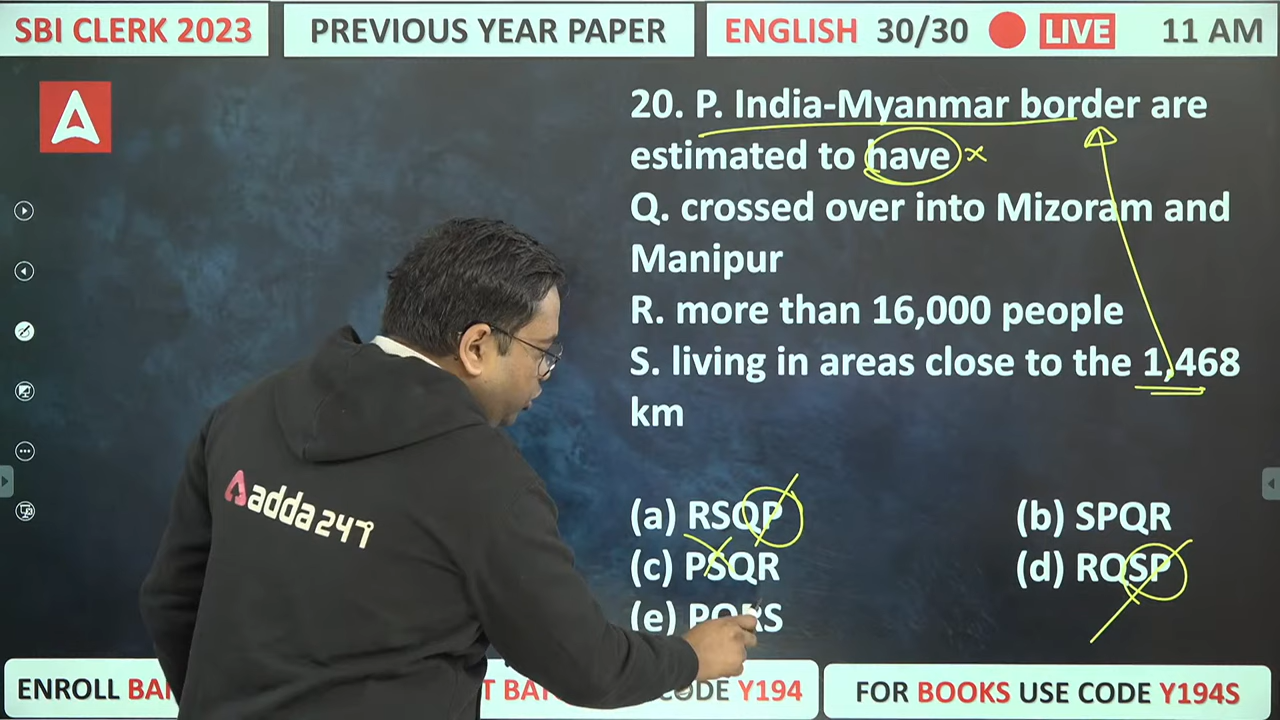 SBI CLERK 2023
PREVIOUS YEAR PAPER
ENGLISH 30/30 LIVE 11 AM
20. P. India-Myanmar border are
estimated to have
Q. crossed over into Mizoram and
Manipur
R. more than 16,000 people
S. living in areas close to the 1,468
km
(a) RSQP (b) SPQR
(c) PSQR (d) RQSP
(e) PQRS
adda247
ENROLL Y194
FOR BOOKS USE CODE Y194S